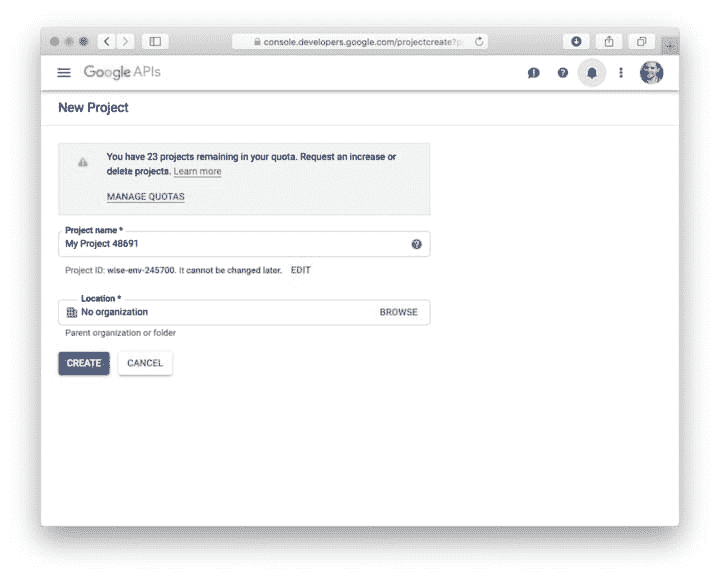 console.developers.google.com/projectcreate?p
Google APIs
New Project
You have 23 projects remaining in your quota. Request an increase or
delete projects. Learn more
MANAGE QUOTAS
Project name *
My Project 48691
Project ID: wise-env-245700. It cannot be changed later. EDIT
Location *
No organization BROWSE
Parent organization or folder
CREATE CANCEL